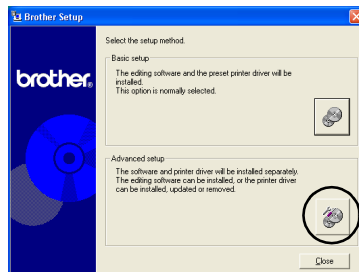 Brother Setup
Select the setup method.
brother
Basic setup
The editing software and the preset printer driver will be
installed.
This option is normally selected.
Advanced setup
The software and printer driver will be installed separately.
The editing software can be installed, or the printer driver
can be installed, updated or removed.
Close